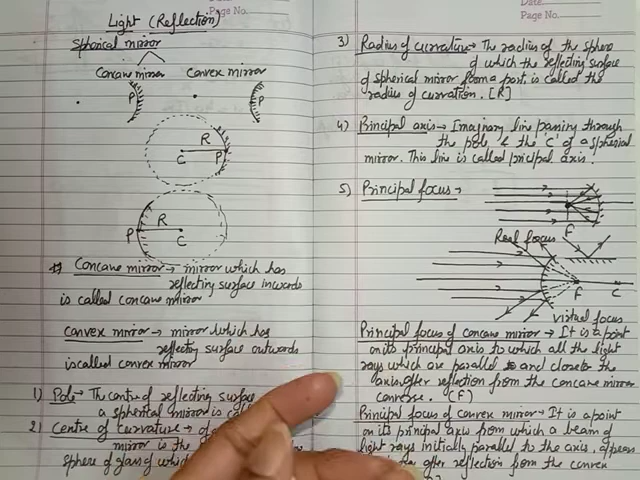 Light (Reflection)
Page No.
spherical mirror
Concave mirror Convex mirror
P P
R
C P
R
P C
# Concave mirror → mirror which has
reflecting surface inwards
is called concave mirror
Convex mirror → mirror which has
reflecting surface outwards
is called convex mirror
1) Pole → The centre of reflecting surface
a spherical mirror is
2) Centre of curvature →
mirror is the
sphere of glass of which
Date
Page No.
3) Radius of curvature → The radius of the sphere
of which the reflecting surface
of spherical mirror form a part, is called the
radius of curvation. [R]
4) Principal axis → Imaginary line passing through
the pole & the 'C' of a spherical
mirror. This line is called pricipal axis.
5) Principal focus →
F
Real focus
F C
virtual focus
Principal focus of concave mirror → It is a point
on its principal axis to which all the light
rays which are parallel and close to the
axis after reflection from the concave mirror
converse. (F)
Principal focus of convex mirror → It is a point
on its principal axis from which a beam of
light rays initially parallel to the axis, appears
after reflection from the convex